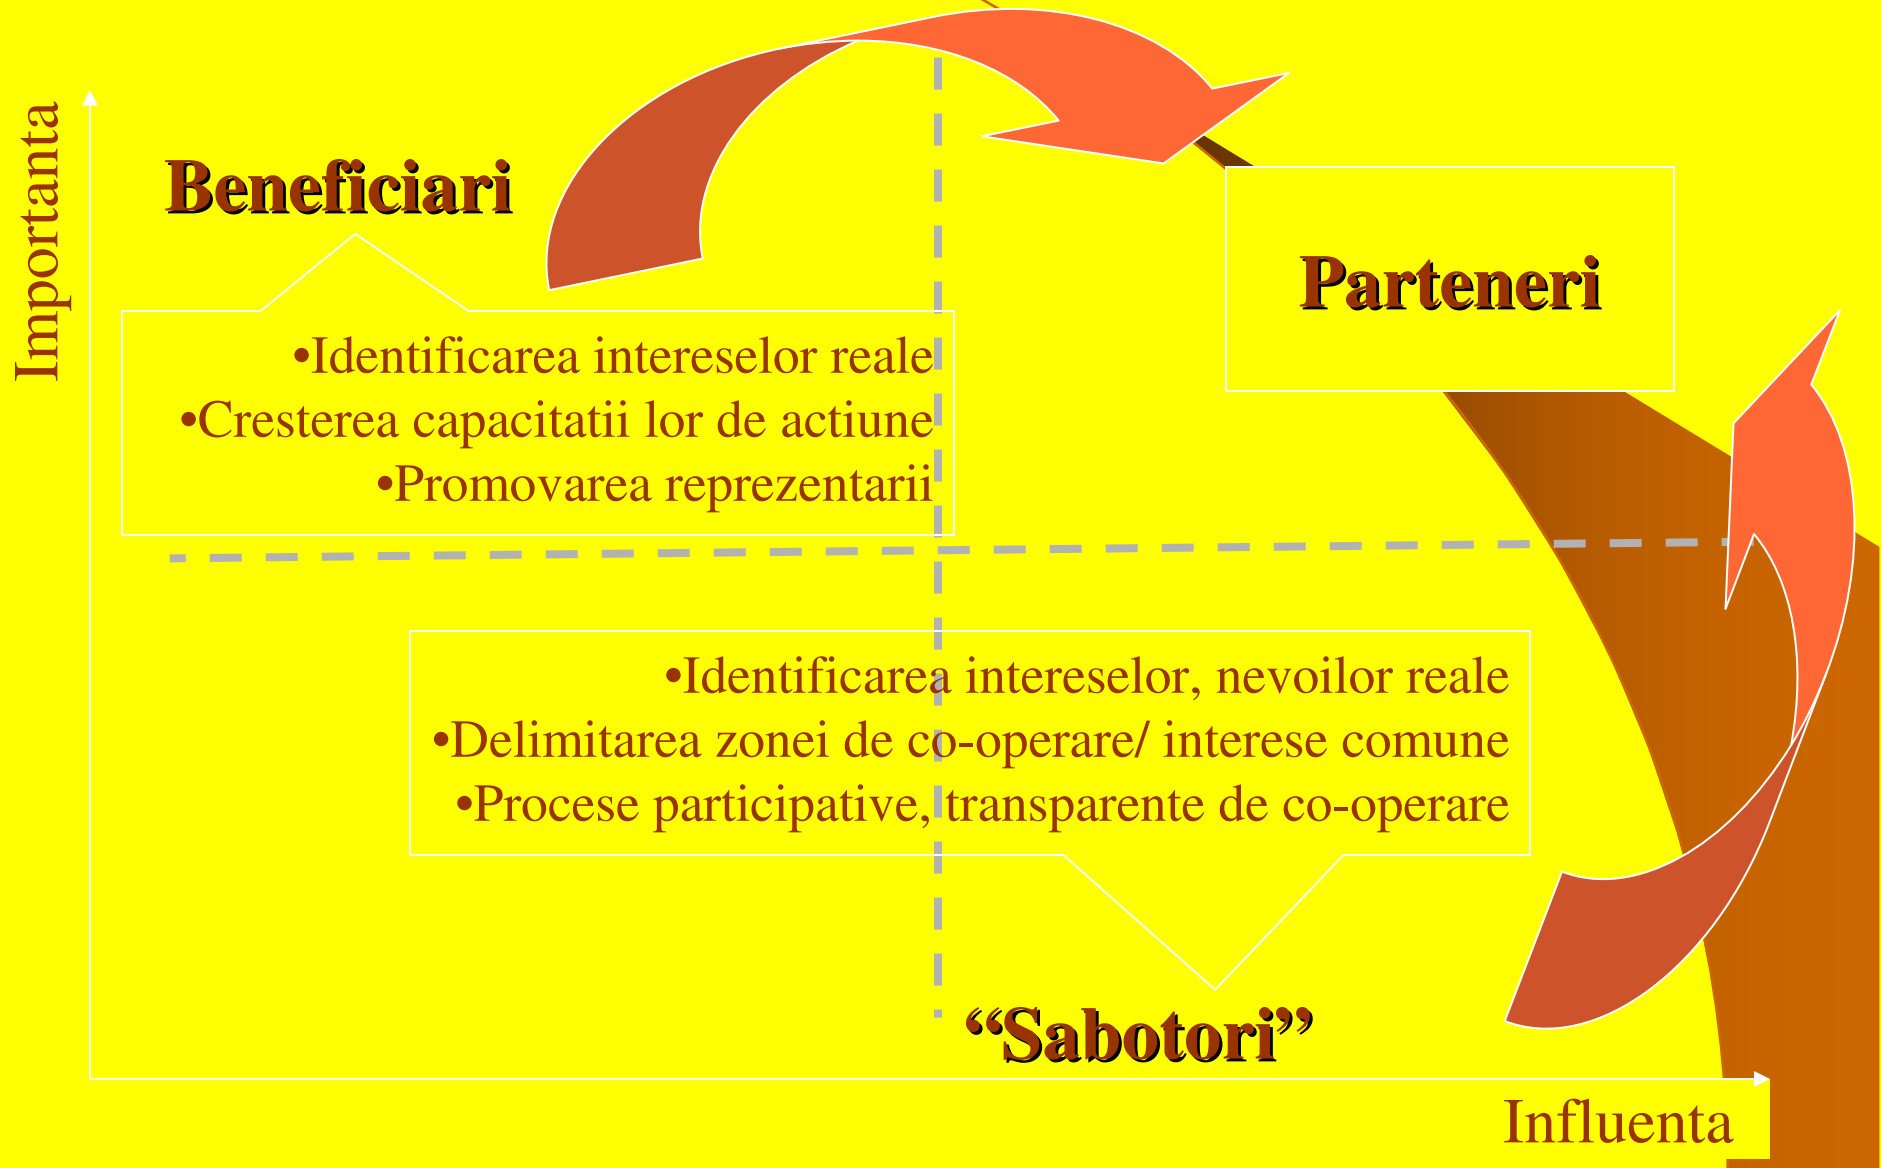 Importanta
Beneficiari
•Identificarea intereselor reale
•Cresterea capacitatii lor de actiune
•Promovarea reprezentarii
Parteneri
•Identificarea intereselor, nevoilor reale
•Delimitarea zonei de co-operare/ interese comune
•Procese participative, transparente de co-operare
“Sabotori”
Influenta